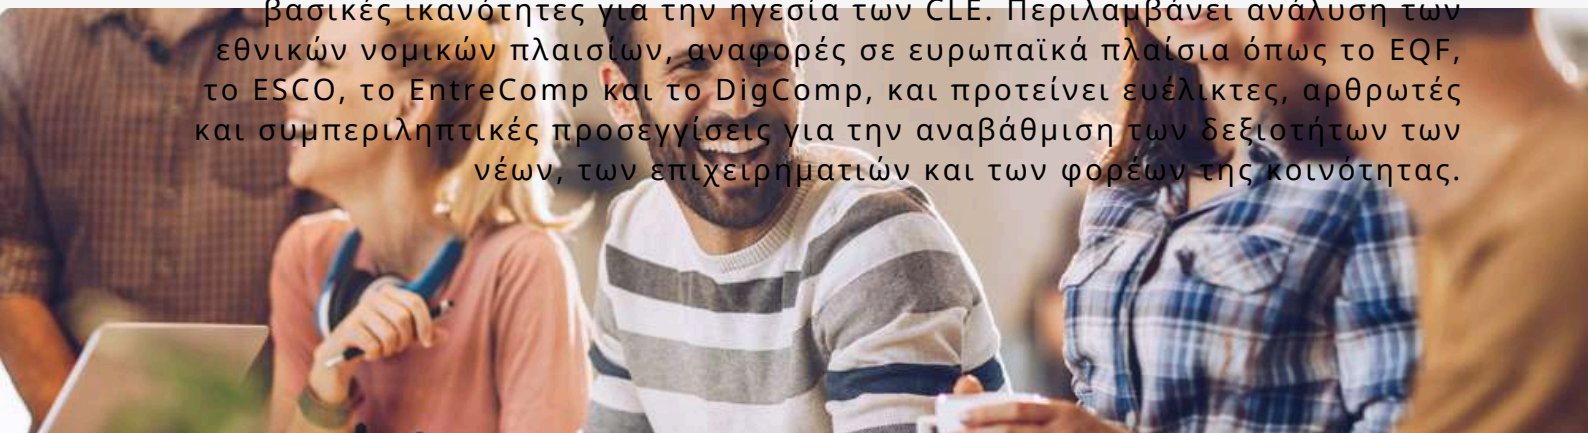 βασικές ικανότητες για την ηγεσία των CLE. Περιλαμβάνει ανάλυση των
εθνικών νομικών πλαισίων, αναφορές σε ευρωπαϊκά πλαίσια όπως το EQF,
το ESCO, το EntreComp και το DigComp, και προτείνει ευέλικτες, αρθρωτές
και συμπεριληπτικές προσεγγίσεις για την αναβάθμιση των δεξιοτήτων των
νέων, των επιχειρηματιών και των φορέων της κοινότητας.